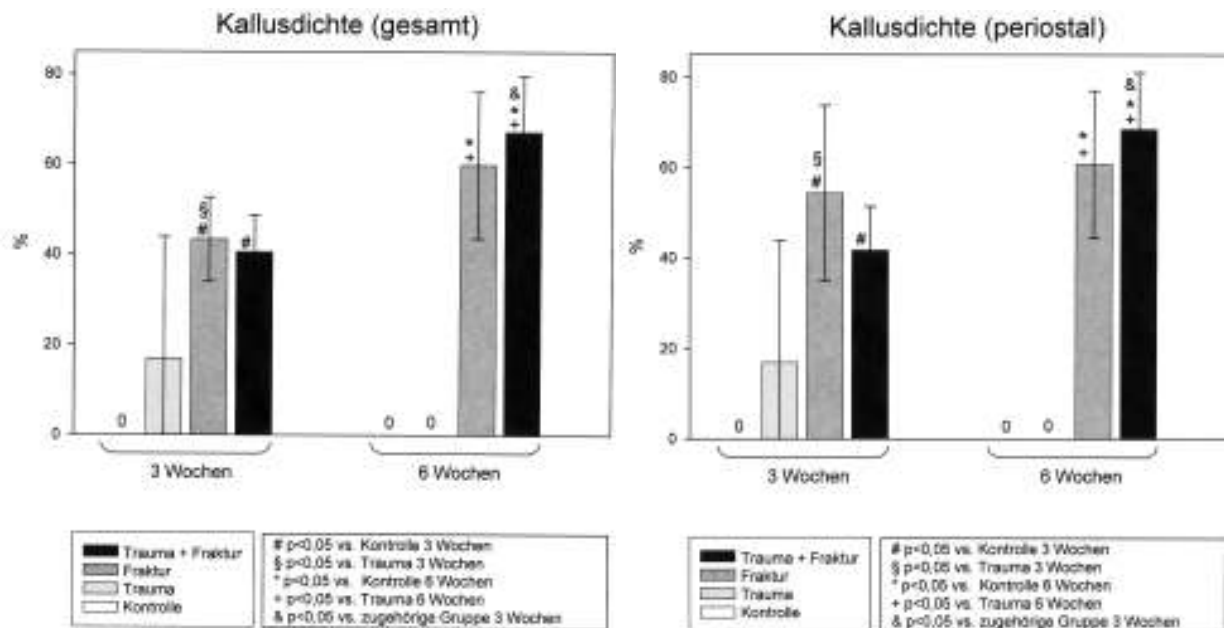 Kallusdichte (gesamt)
80
60
40
20
0
%
0
# §
#
0
0
* +
& * +
3 Wochen
6 Wochen
Trauma + Fraktur
Fraktur
Trauma
Kontrolle
# p<0,05 vs. Kontrolle 3 Wochen
§ p<0,05 vs. Trauma 3 Wochen
* p<0,05 vs. Kontrolle 6 Wochen
+ p<0,05 vs. Trauma 6 Wochen
& p<0,05 vs. zugehörige Gruppe 3 Wochen
Kallusdichte (periostal)
80
60
40
20
0
%
0
§ #
#
0
0
* +
& * +
3 Wochen
6 Wochen
Trauma + Fraktur
Fraktur
Trauma
Kontrolle
# p<0,05 vs. Kontrolle 3 Wochen
§ p<0,05 vs. Trauma 3 Wochen
* p<0,05 vs. Kontrolle 6 Wochen
+ p<0,05 vs. Trauma 6 Wochen
& p<0,05 vs. zugehörige Gruppe 3 Wochen